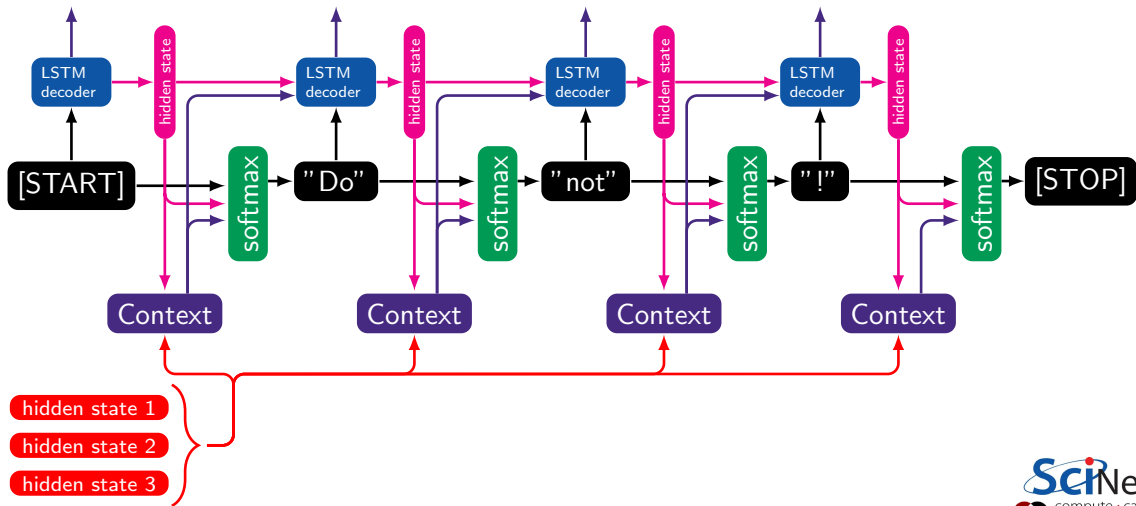 LSTM
decoder
hidden state
LSTM
decoder
hidden state
LSTM
decoder
hidden state
LSTM
decoder
hidden state
[START]
softmax
"Do"
softmax
"not"
softmax
"!"
softmax
[STOP]
Context
Context
Context
Context
hidden state 1
hidden state 2
hidden state 3
SciNe